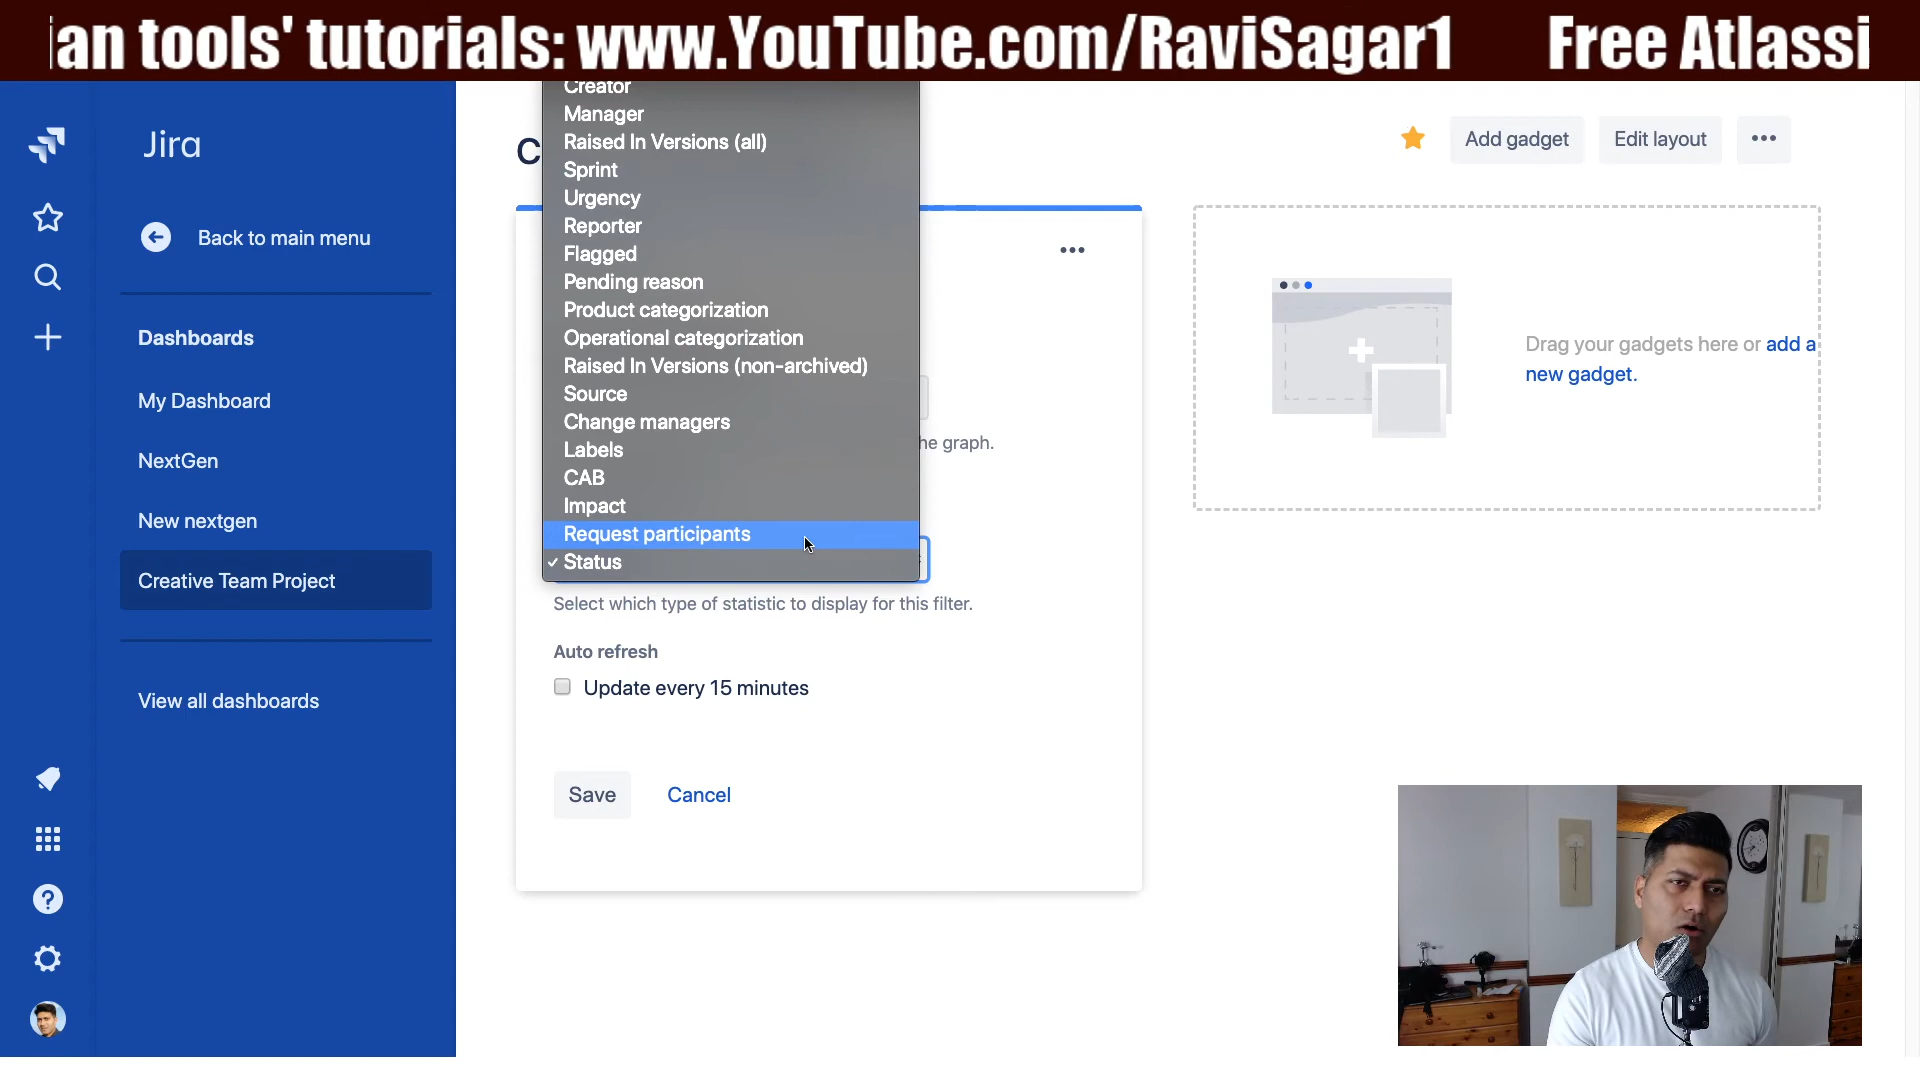 ian tools' tutorials: www.YouTube.com/RaviSagar1 Free Atlassi
Jira
Back to main menu
Dashboards
My Dashboard
NextGen
New nextgen
Creative Team Project
View all dashboards
C
Add gadget
Edit layout
Creator
Manager
Raised In Versions (all)
Sprint
Urgency
Reporter
Flagged
Pending reason
Product categorization
Operational categorization
Raised In Versions (non-archived)
Source
Change managers
Labels
CAB
Impact
Request participants
✓ Status
he graph.
Select which type of statistic to display for this filter.
Auto refresh
Update every 15 minutes
Save
Cancel
Drag your gadgets here or add a
new gadget.